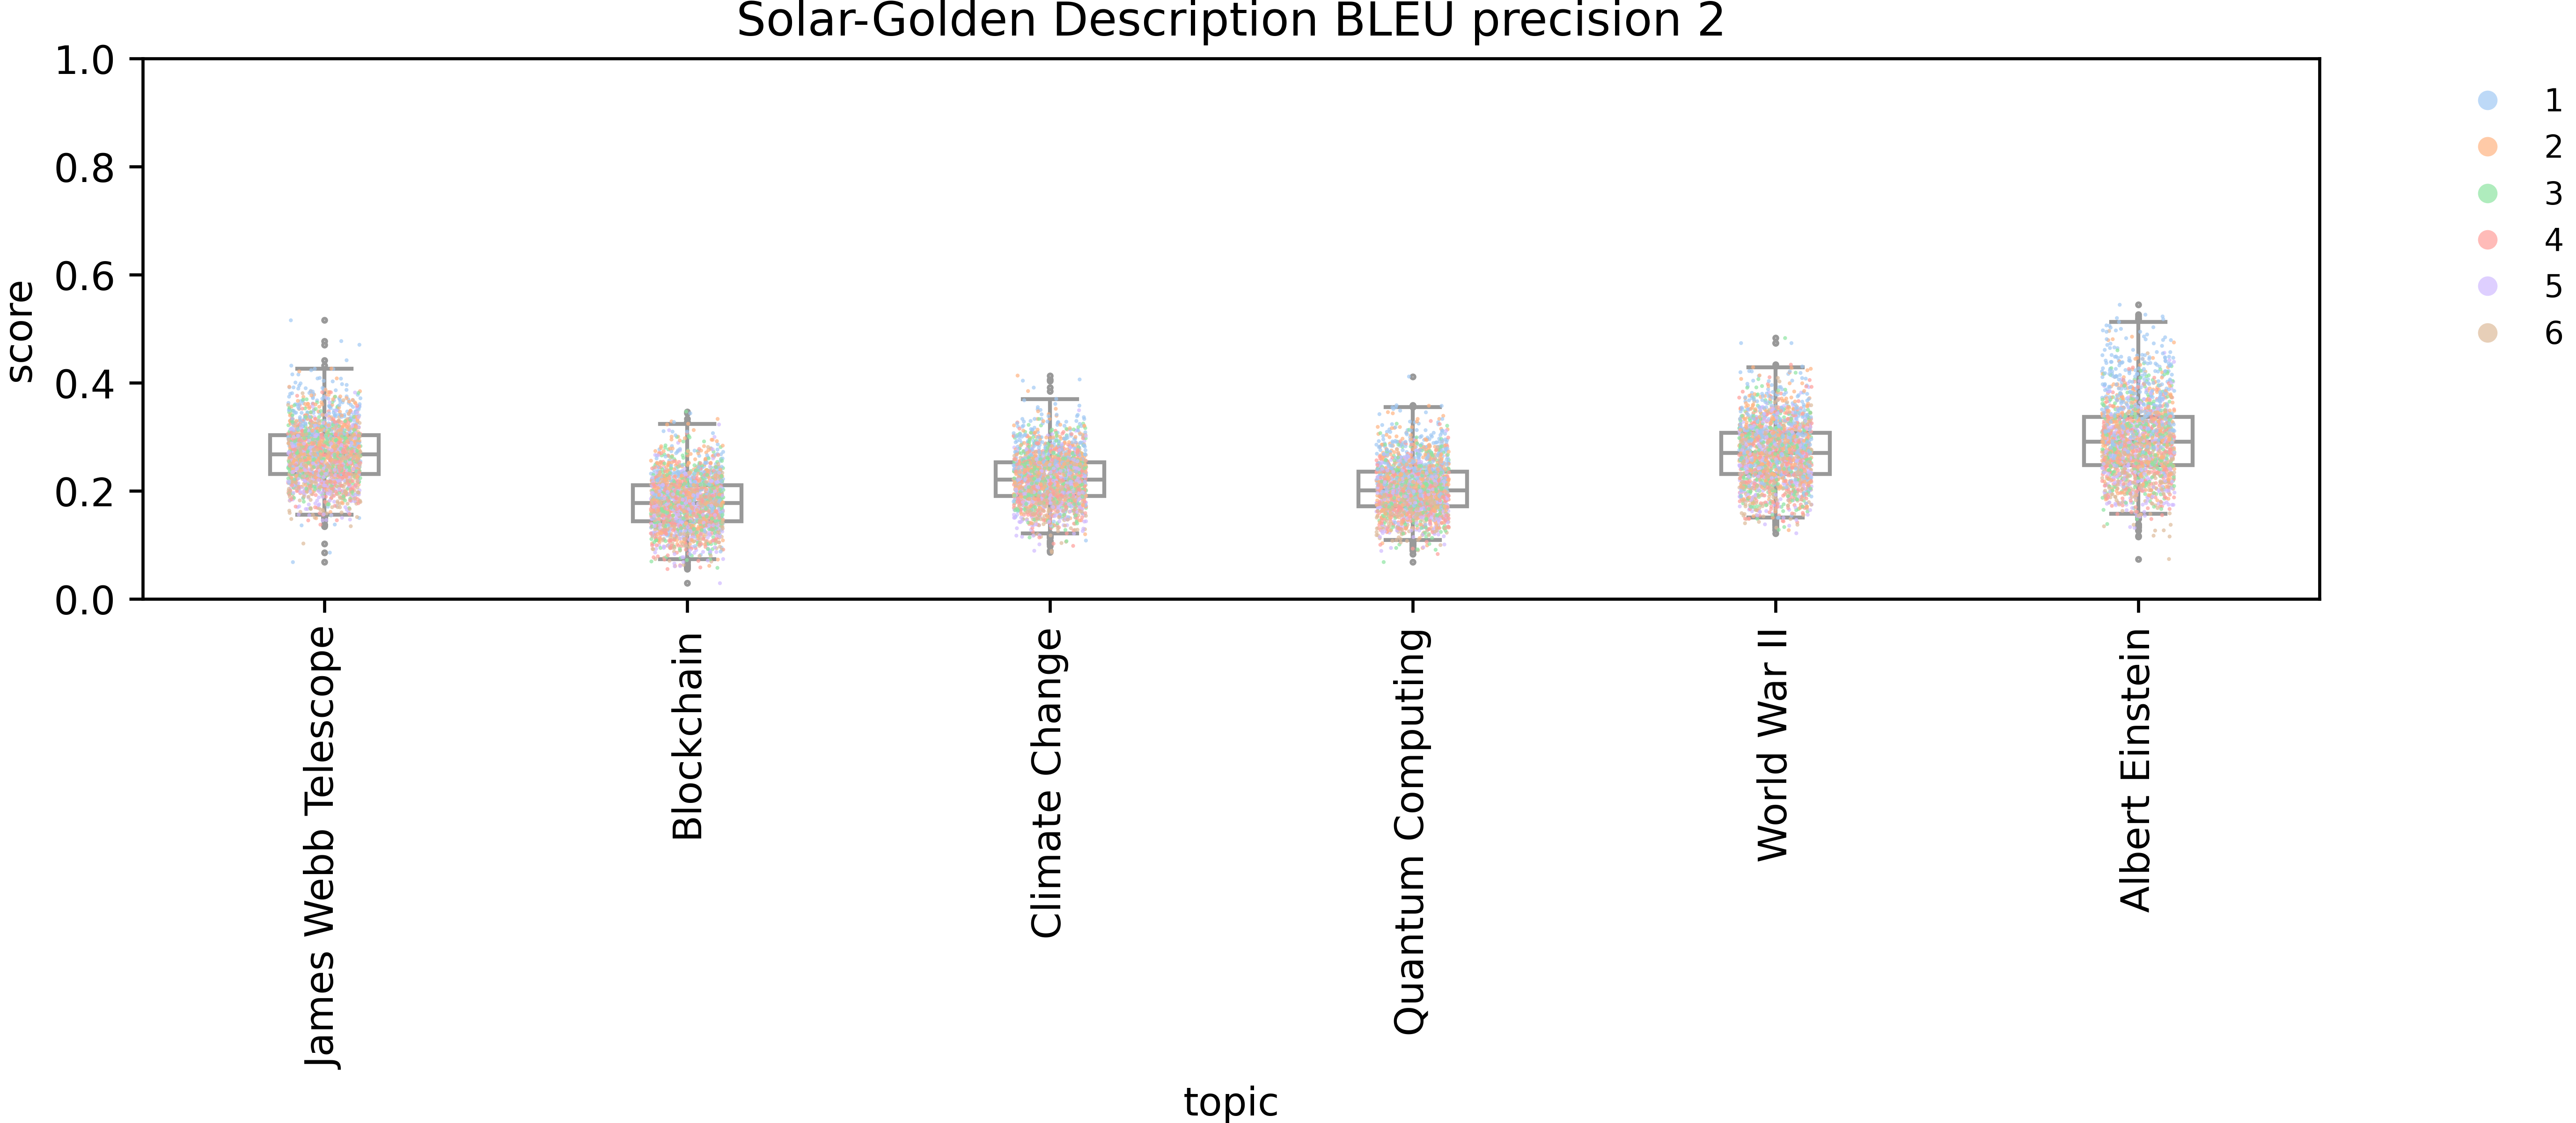 Solar-Golden Description BLEU precision 2
1.0
0.8
0.6
0.4
0.2
0.0
score
James Webb Telescope
Blockchain
Climate Change
Quantum Computing
World War II
Albert Einstein
topic
1
2
3
4
5
6